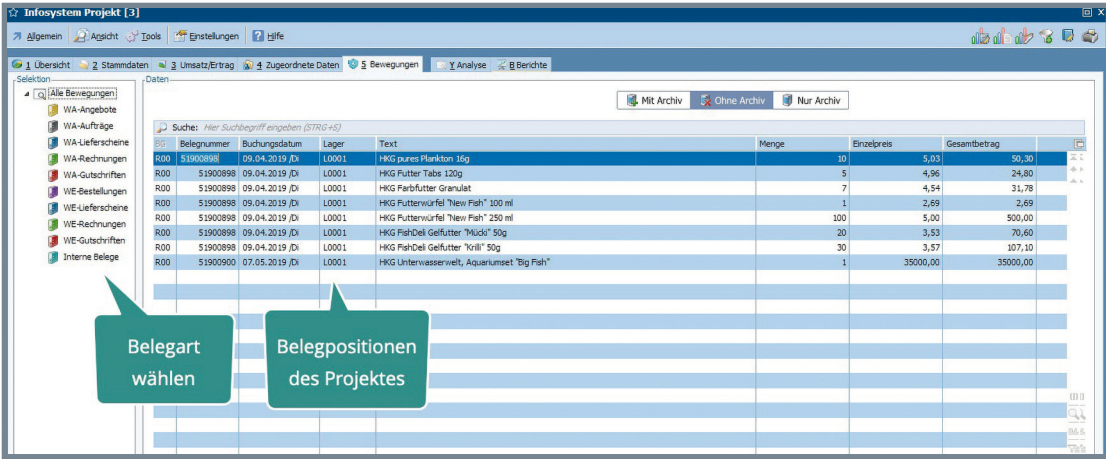 Infosystem Projekt [3]
Allgemein Ansicht Tools Einstellungen Hilfe
1 Übersicht 2 Stammdaten 3 Umsatz/Ertrag 4 Zugeordnete Daten 5 Bewegungen Y Analyse 8 Berichte
Selektion
Daten
Alle Bewegungen
WA-Angebote
WA-Aufträge
WA-Lieferscheine
WA-Rechnungen
WA-Gutschriften
WE-Bestellungen
WE-Lieferscheine
WE-Rechnungen
WE-Gutschriften
Interne Belege
Mit Archiv Ohne Archiv Nur Archiv
Suche: Hier Suchbegriff eingeben (STRG+S)
BG Belegnummer Buchungsdatum Lager Text Menge Einzelpreis Gesamtbetrag
R00 51900898 09.04.2019 /Di L0001 HKG pures Plankton 16g 10 5,03 50,30
R00 51900898 09.04.2019 /Di L0001 HKG Futter Tabs 120g 5 4,96 24,80
R00 51900898 09.04.2019 /Di L0001 HKG Farbfutter Granulat 7 4,54 31,78
R00 51900898 09.04.2019 /Di L0001 HKG Futterwürfel "New Fish" 100 ml 1 2,69 2,69
R00 51900898 09.04.2019 /Di L0001 HKG Futterwürfel "New Fish" 250 ml 100 5,00 500,00
R00 51900898 09.04.2019 /Di L0001 HKG FishDeli Gelfutter "Mücki" 50g 20 3,53 70,60
R00 51900898 09.04.2019 /Di L0001 HKG FishDeli Gelfutter "Krill" 50g 30 3,57 107,10
R00 51900900 07.05.2019 /Di L0001 HKG Unterwasserwelt, Aquariumset "Big Fish" 1 35000,00 35000,00
Belegart
wählen
Belegpositionen
des Projektes